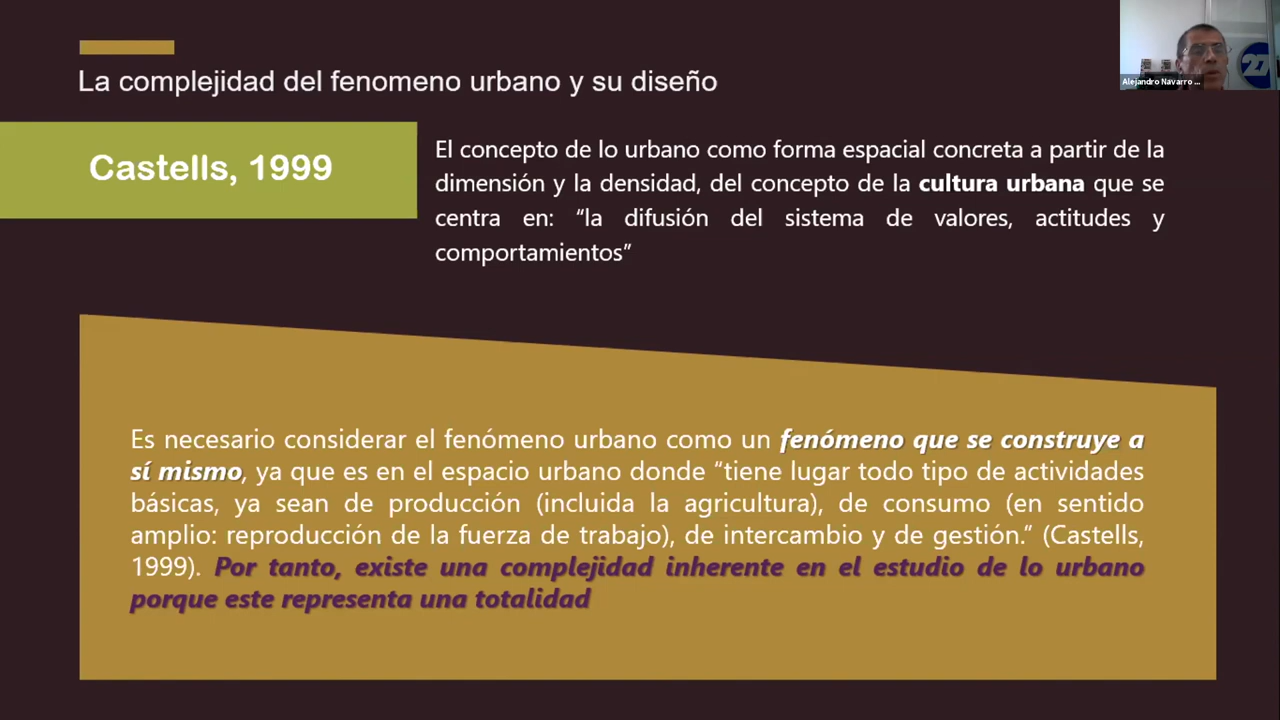 La complejidad del fenomeno urbano y su diseño
27
Alejandro Navarro ...
Castells, 1999
El concepto de lo urbano como forma espacial concreta a partir de la
dimensión y la densidad, del concepto de la cultura urbana que se
centra en: “la difusión del sistema de valores, actitudes y
comportamientos”
Es necesario considerar el fenómeno urbano como un fenómeno que se construye a
sí mismo, ya que es en el espacio urbano donde “tiene lugar todo tipo de actividades
básicas, ya sean de producción (incluida la agricultura), de consumo (en sentido
amplio: reproducción de la fuerza de trabajo), de intercambio y de gestión.” (Castells,
1999). Por tanto, existe una complejidad inherente en el estudio de lo urbano
porque este representa una totalidad